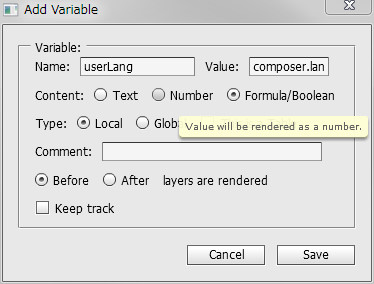 Add Variable
Variable:
Name: userLang Value: composer.lan
Content: Text Number Formula/Boolean
Type: Local Glob
Value will be rendered as a number.
Comment:
Before After layers are rendered
Keep track
Cancel Save